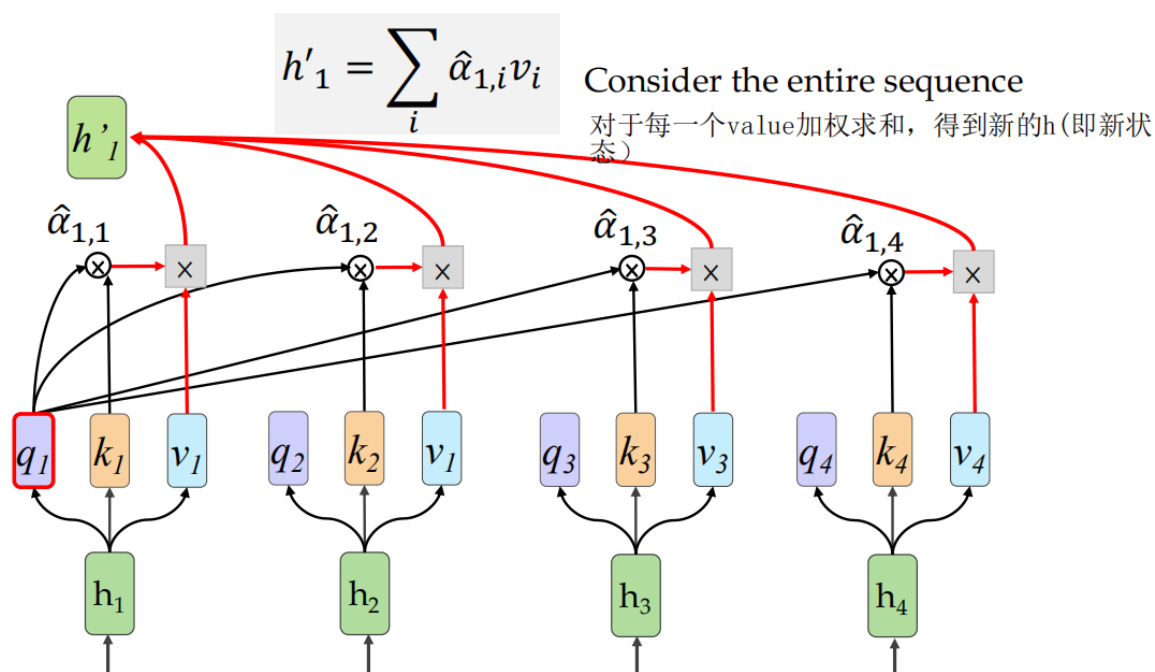 h'₁ = ∑ᵢ α̂₁,ᵢvᵢ
Consider the entire sequence
对于每一个value加权求和，得到新的h(即新状
态）
h’₁
α̂₁,₁ α̂₁,₂ α̂₁,₃ α̂₁,₄
× × × × × × × ×
q₁ k₁ v₁ q₂ k₂ v₁ q₃ k₃ v₃ q₄ k₄ v₄
h₁ h₂ h₃ h₄